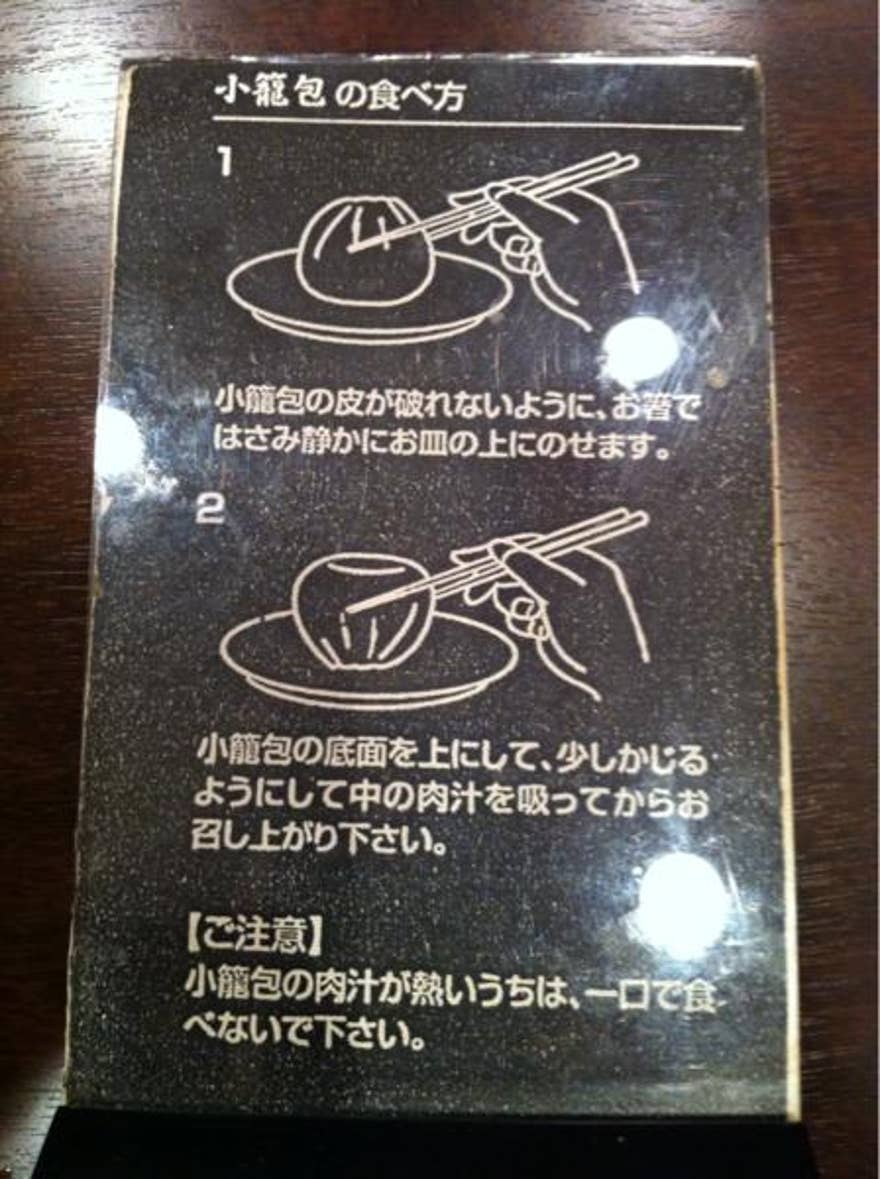 小籠包の食べ方
1
小籠包の皮が破れないように、お箸で
はさみ静かにお皿の上にのせます。
2
小籠包の底面を上にして、少しかじる
ようにして中の肉汁を吸ってからお
召し上がり下さい。
【ご注意】
小籠包の肉汁が熱いうちは、一口で食
べないで下さい。